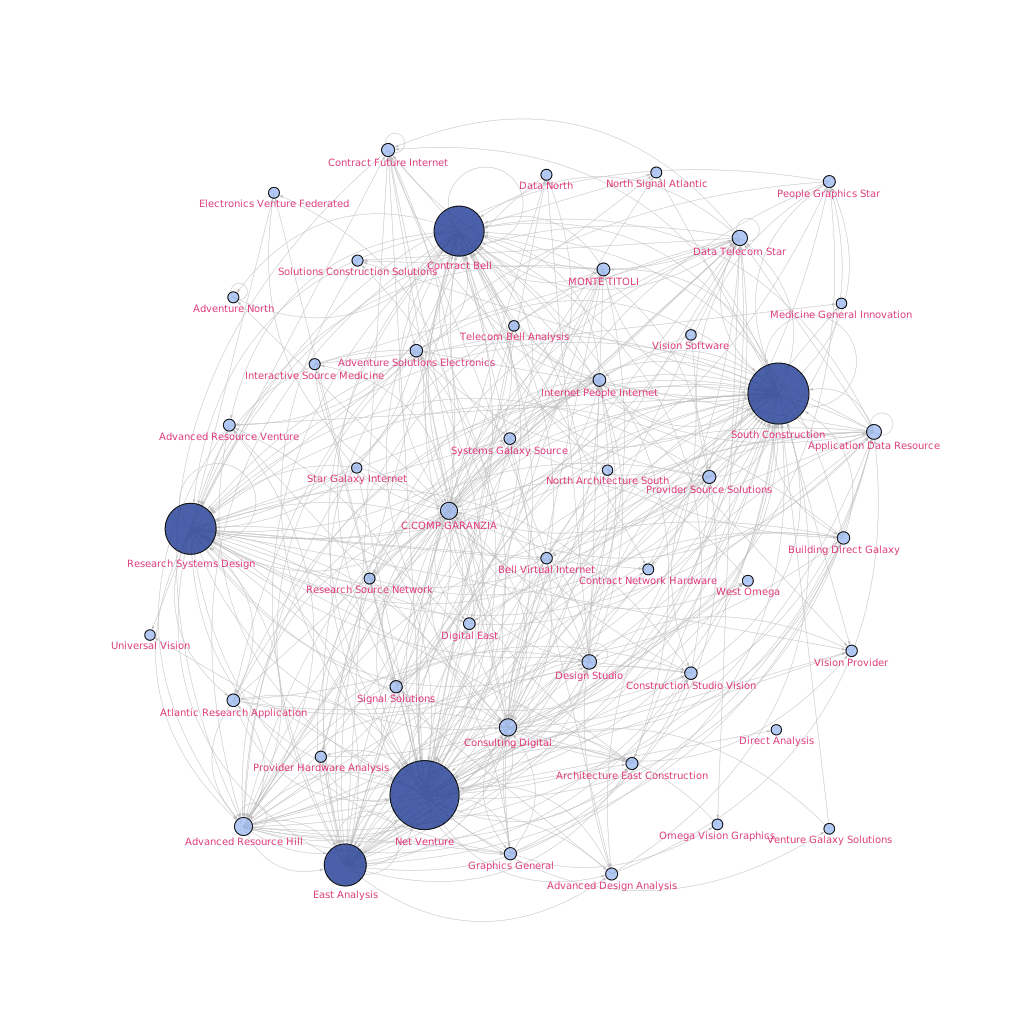 Contract Future Internet
Data North
North Signal Atlantic
People Graphics Star
Electronics Venture Federated
Data Telecom Star
Contract Bell
Solutions Construction Solutions
MONTE TITOLI
Adventure North
Medicine General Innovation
Telecom Bell Analysis
Vision Software
Adventure Solutions Electronics
Interactive Source Medicine
Internet People Internet
South Construction
Advanced Resource Venture
Application Data Resource
Systems Galaxy Source
Star Galaxy Internet
North Architecture South
Provider Source Solutions
C.COMP.GARANZIA
Building Direct Galaxy
Research Systems Design
Bell Virtual Internet
Contract Network Hardware
Research Source Network
West Omega
Digital East
Universal Vision
Vision Provider
Design Studio
Construction Studio Vision
Signal Solutions
Atlantic Research Application
Direct Analysis
Consulting Digital
Provider Hardware Analysis
Architecture East Construction
Omega Vision Graphics
Venture Galaxy Solutions
Advanced Resource Hill
Net Venture
Graphics General
Advanced Design Analysis
East Analysis